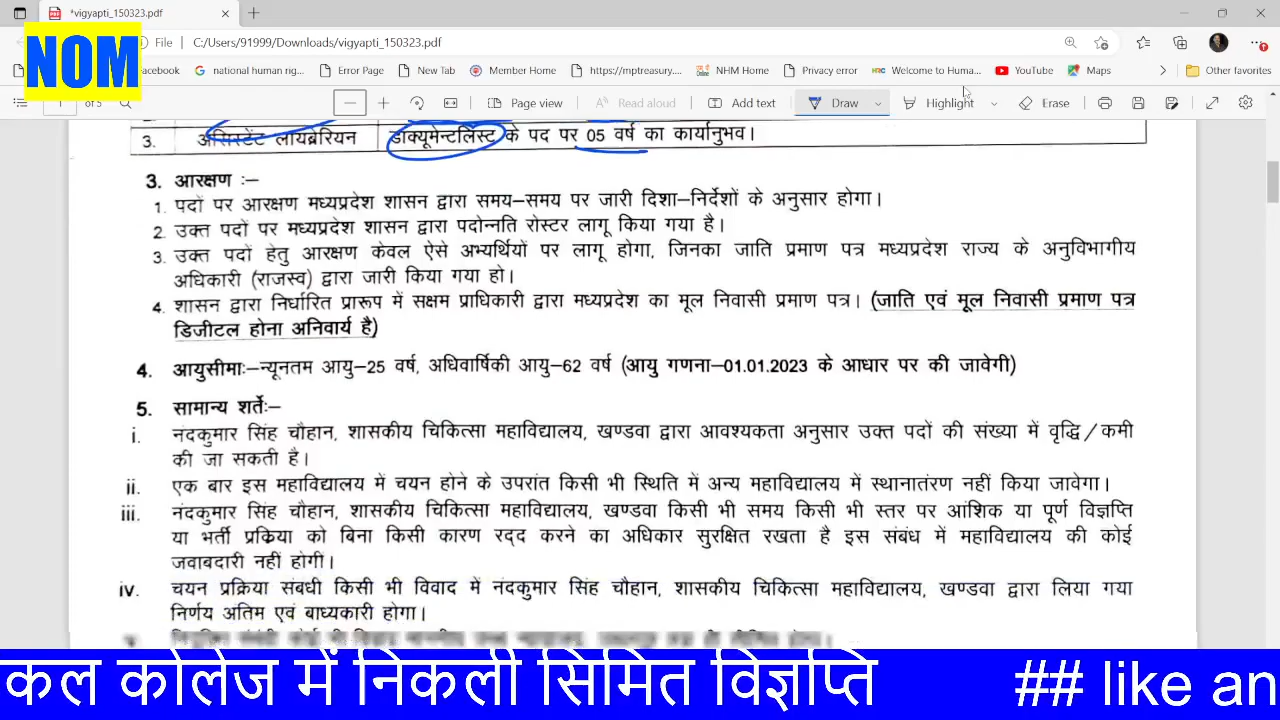 *vigyapti_150323.pdf
NOM
File
C:/Users/91999/Downloads/vigyapti_150323.pdf
acebook
national human rig...
Error Page
New Tab
Member Home
https://mptreasury....
NHM Home
Privacy error
Welcome to Huma...
YouTube
Maps
Other favorites
1 of 5
Page view
Read aloud
Add text
Draw
Highlight
Erase
3. असिस्टेंट लायब्रेरियन डाक्यूमेन्टलिस्ट के पद पर 05 वर्ष का कार्यानुभव।
3. आरक्षण :–
1. पदों पर आरक्षण मध्यप्रदेश शासन द्वारा समय–समय पर जारी दिशा–निर्देशों के अनुसार होगा।
2. उक्त पदों पर मध्यप्रदेश शासन द्वारा पदोन्नति रोस्टर लागू किया गया है।
3. उक्त पदों हेतु आरक्षण केवल ऐसे अभ्यर्थियों पर लागू होगा, जिनका जाति प्रमाण पत्र मध्यप्रदेश राज्य के अनुविभागीय
अधिकारी (राजस्व) द्वारा जारी किया गया हो।
4. शासन द्वारा निर्धारित प्रारूप में सक्षम प्राधिकारी द्वारा मध्यप्रदेश का मूल निवासी प्रमाण पत्र। (जाति एवं मूल निवासी प्रमाण पत्र
डिजीटल होना अनिवार्य है)
4. आयुसीमाः–न्यूनतम आयु–25 वर्ष, अधिवार्षिकी आयु–62 वर्ष (आयु गणना–01.01.2023 के आधार पर की जावेगी)
5. सामान्य शर्तेः–
i. नंदकुमार सिंह चौहान, शासकीय चिकित्सा महाविद्यालय, खण्डवा द्वारा आवश्यकता अनुसार उक्त पदों की संख्या में वृद्धि/कमी
की जा सकती है।
ii. एक बार इस महाविद्यालय में चयन होने के उपरांत किसी भी स्थिति में अन्य महाविद्यालय में स्थानातंरण नहीं किया जावेगा।
iii. नंदकुमार सिंह चौहान, शासकीय चिकित्सा महाविद्यालय, खण्डवा किसी भी समय किसी भी स्तर पर आंशिक या पूर्ण विज्ञप्ति
या भर्ती प्रक्रिया को बिना किसी कारण रद्द करने का अधिकार सुरक्षित रखता है इस संबंध में महाविद्यालय की कोई
जवाबदारी नहीं होगी।
iv. चयन प्रक्रिया संबंधी किसी भी विवाद में नंदकुमार सिंह चौहान, शासकीय चिकित्सा महाविद्यालय, खण्डवा द्वारा लिया गया
निर्णय अंतिम एवं बाध्यकारी होगा।
कल कोलेज में निकली सिमित विज्ञप्ति ## like an